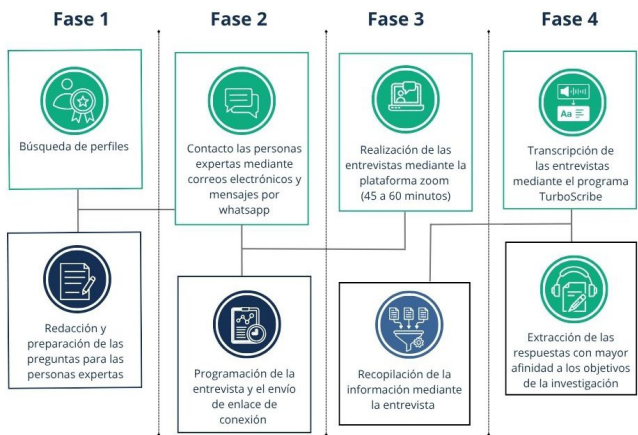 Fase 1
Búsqueda de perfiles
Redacción y
preparación de las
preguntas para las
personas expertas
Fase 2
Contacto las personas
expertas mediante
correos electrónicos y
mensajes por
whatsapp
Programación de la
entrevista y el envío
de enlace de
conexión
Fase 3
Realización de las
entrevistas mediante la
plataforma zoom
(45 a 60 minutos)
Recopilación de la
información mediante
la entrevista
Fase 4
Aa
Transcripción de
las entrevistas
mediante el programa
TurboScribe
Extracción de las
respuestas con mayor
afinidad a los objetivos
de la investigación